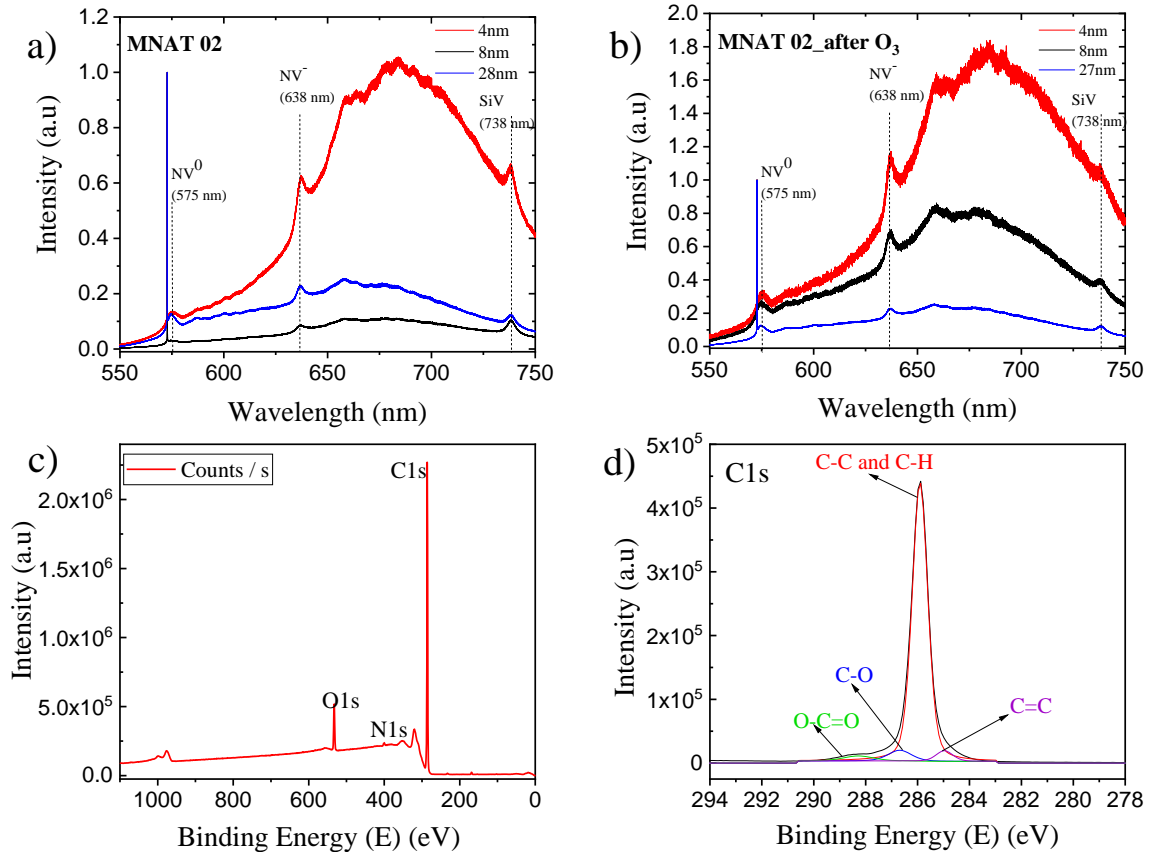 a)
MNAT 02
4nm
8nm
28nm
NV⁻
(638 nm)
SiV
(738 nm)
NV⁰
(575 nm)
1.2
1.0
0.8
0.6
0.4
0.2
0.0
550 600 650 700 750
Intensity (a.u)
Wavelength (nm)
b)
MNAT 02_after O₃
4nm
8nm
27nm
NV⁻
(638 nm)
SiV
(738 nm)
NV⁰
(575 nm)
2.0
1.8
1.6
1.4
1.2
1.0
0.8
0.6
0.4
0.2
0.0
550 600 650 700 750
Intensity (a.u)
Wavelength (nm)
c)
Counts / s
C1s
O1s
N1s
2.0x10⁶
1.5x10⁶
1.0x10⁶
5.0x10⁵
0.0
1000 800 600 400 200 0
Intensity (a.u)
Binding Energy (E) (eV)
d)
C1s
C-C and C-H
C-O
O-C=O
C=C
5x10⁵
4x10⁵
3x10⁵
2x10⁵
1x10⁵
0
294 292 288 286 284 280 278
Intensity (a.u)
Binding Energy (E) (eV)